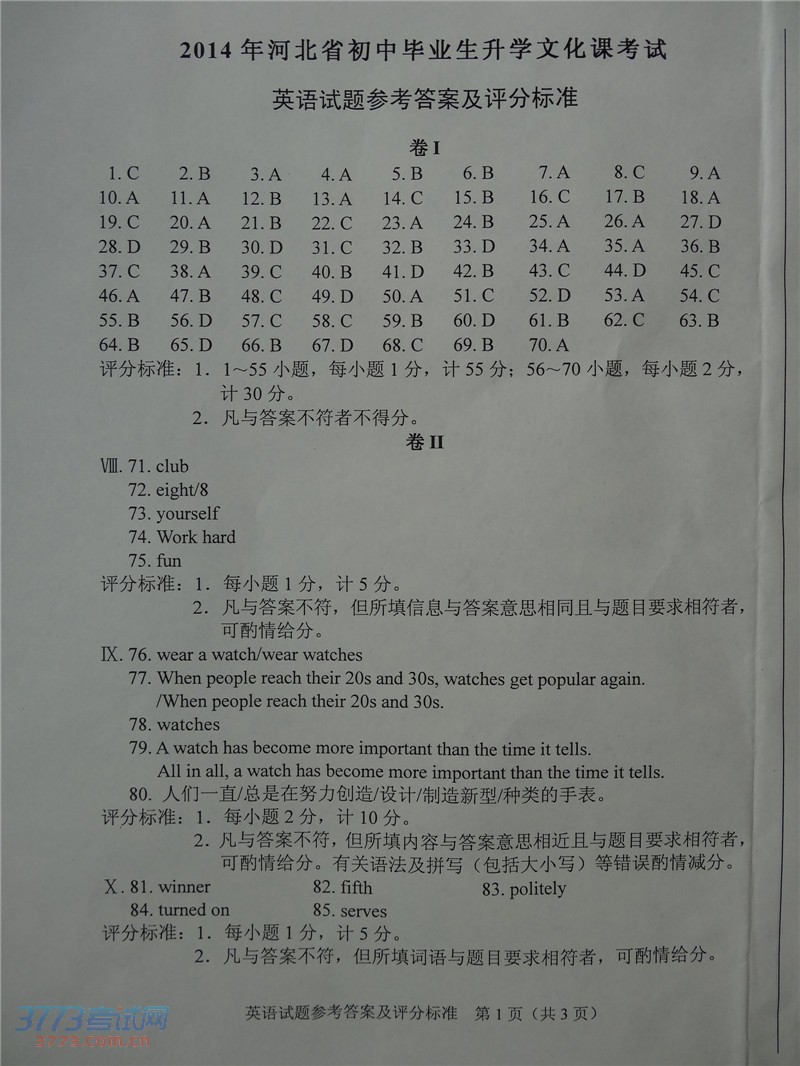 2014 年河北省初中毕业生升学文化课考试
英语试题参考答案及评分标准
卷 I
1. C 2. B 3. A 4. A 5. B 6. B 7. A 8. C 9. A
10. A 11. A 12. B 13. A 14. C 15. B 16. C 17. B 18. A
19. C 20. A 21. B 22. C 23. A 24. B 25. A 26. A 27. D
28. D 29. B 30. D 31. C 32. B 33. D 34. A 35. A 36. B
37. C 38. A 39. C 40. B 41. D 42. B 43. C 44. D 45. C
46. A 47. B 48. C 49. D 50. A 51. C 52. D 53. A 54. C
55. B 56. D 57. C 58. C 59. B 60. D 61. B 62. C 63. B
64. B 65. D 66. B 67. D 68. C 69. B 70. A
评分标准：1．1～55 小题，每小题 1 分，计 55 分；56～70 小题，每小题 2 分，
计 30 分。
2．凡与答案不符者不得分。
卷 II
Ⅷ. 71. club
72. eight/8
73. yourself
74. Work hard
75. fun
评分标准：1．每小题 1 分，计 5 分。
2．凡与答案不符，但所填信息与答案意思相同且与题目要求相符者，
可酌情给分。
Ⅸ. 76. wear a watch/wear watches
77. When people reach their 20s and 30s, watches get popular again.
/When people reach their 20s and 30s.
78. watches
79. A watch has become more important than the time it tells.
All in all, a watch has become more important than the time it tells.
80. 人们一直/总是在努力创造/设计/制造新型/种类的手表。
评分标准：1．每小题 2 分，计 10 分。
2．凡与答案不符，但所填内容与答案意思相近且与题目要求相符者，
可酌情给分。有关语法及拼写（包括大小写）等错误酌情减分。
Ⅹ. 81. winner 82. fifth 83. politely
84. turned on 85. serves
评分标准：1．每小题 1 分，计 5 分。
2．凡与答案不符，但所填词语与题目要求相符者，可酌情给分。
英语试题参考答案及评分标准 第 1 页（共 3 页）
3773考试网
3773.com.cn